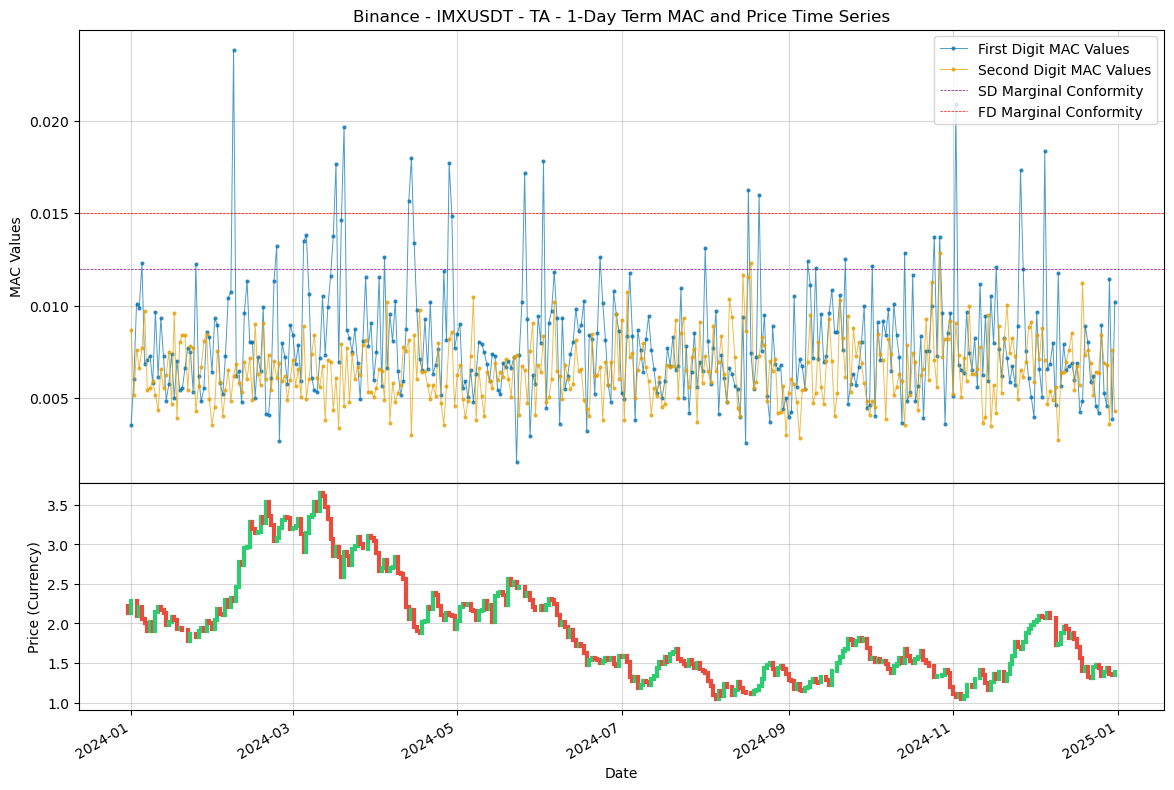 Binance - IMXUSDT - TA - 1-Day Term MAC and Price Time Series
First Digit MAC Values
Second Digit MAC Values
SD Marginal Conformity
FD Marginal Conformity
MAC Values
0.020
0.015
0.010
0.005
Price (Currency)
3.5
3.0
2.5
2.0
1.5
1.0
2024-01
2024-03
2024-05
2024-07
2024-09
2024-11
2025-01
Date